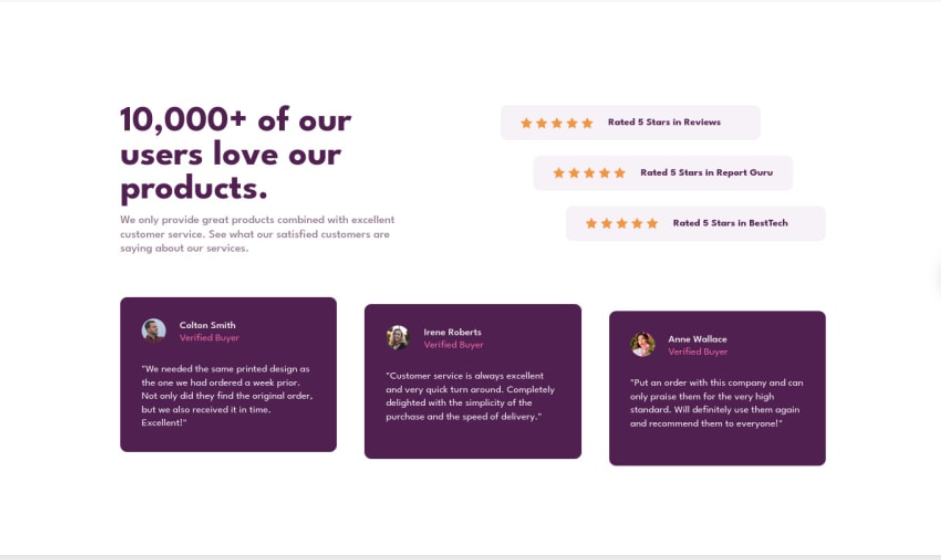 10,000+ of our
users love our
products.
We only provide great products combined with excellent
customer service. See what our satisfied customers are
saying about our services.
Rated 5 Stars in Reviews
Rated 5 Stars in Report Guru
Rated 5 Stars in BestTech
Colton Smith
Verified Buyer
"We needed the same printed design as
the one we had ordered a week prior.
Not only did they find the original order,
but we also received it in time.
Excellent!"
Irene Roberts
Verified Buyer
"Customer service is always excellent
and very quick turn around. Completely
delighted with the simplicity of the
purchase and the speed of delivery."
Anne Wallace
Verified Buyer
"Put an order with this company and can
only praise them for the very high
standard. Will definitely use them again
and recommend them to everyone!"